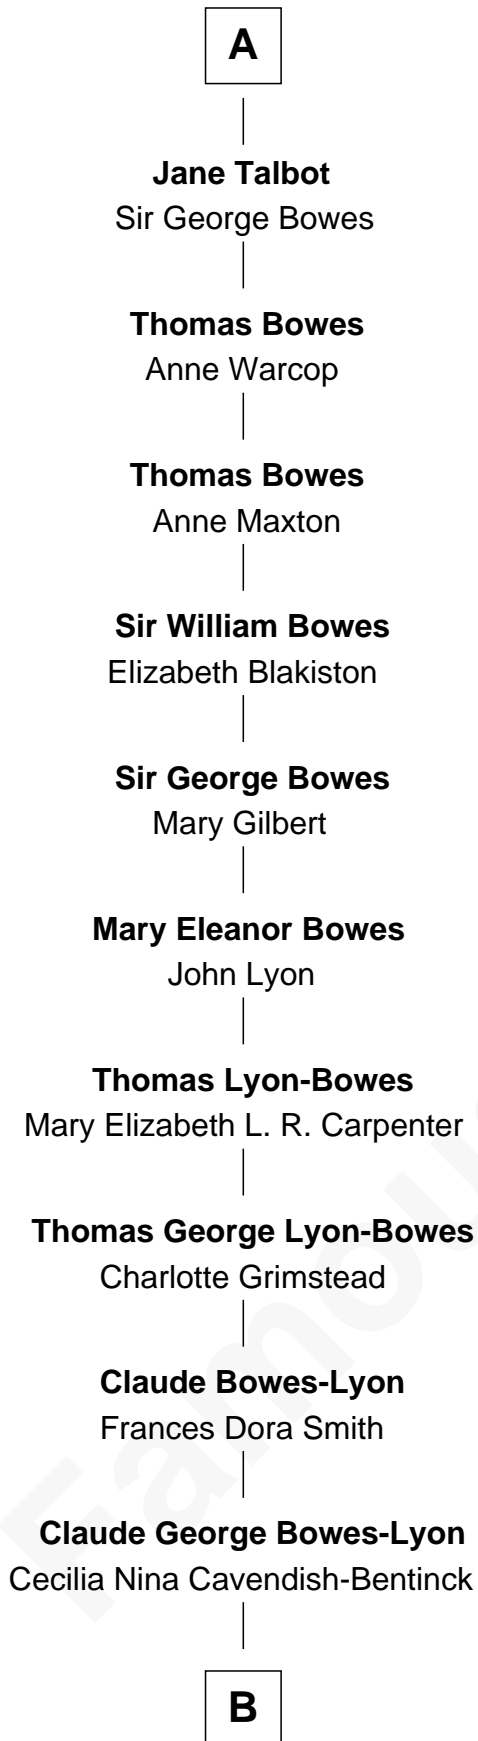 A
Jane Talbot
Sir George Bowes
Thomas Bowes
Anne Warcop
Thomas Bowes
Anne Maxton
Sir William Bowes
Elizabeth Blakiston
Sir George Bowes
Mary Gilbert
Mary Eleanor Bowes
John Lyon
Thomas Lyon-Bowes
Mary Elizabeth L. R. Carpenter
Thomas George Lyon-Bowes
Charlotte Grimstead
Claude Bowes-Lyon
Frances Dora Smith
Claude George Bowes-Lyon
Cecilia Nina Cavendish-Bentinck
B
Famou